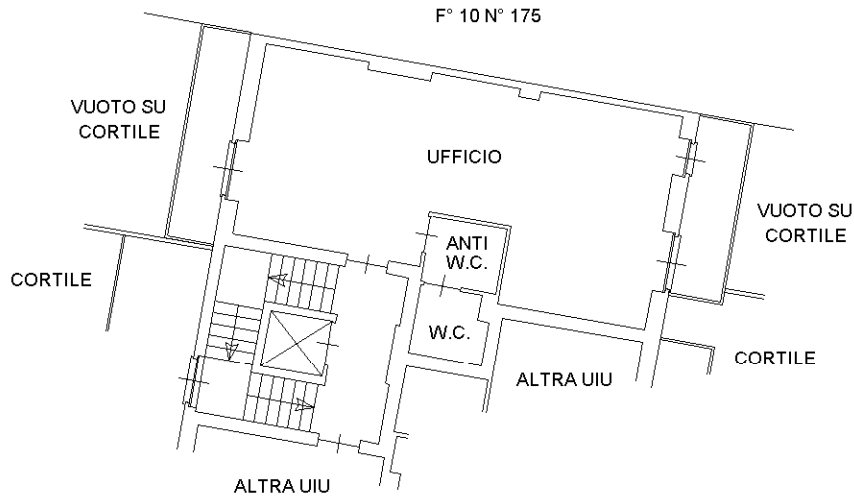 F° 10 N° 175
VUOTO SU
CORTILE
UFFICIO
VUOTO SU
CORTILE
ANTI
W.C.
CORTILE
W.C.
CORTILE
ALTRA UIU
ALTRA UIU